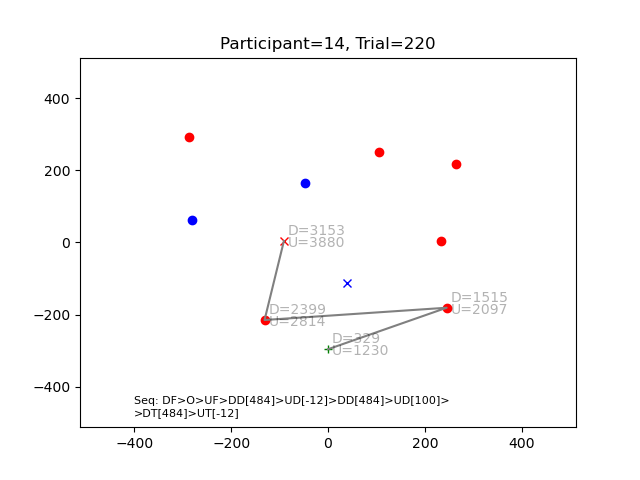 Participant=14, Trial=220
400
200
0
−200
−400
D=3153
U=3880
D=2399
U=2814
D=1515
U=2097
D=329
U=1230
Seq: DF>O>UF>DD[484]>UD[-12]>DD[484]>UD[100]>
>DT[484]>UT[-12]
−400 −200 0 200 400